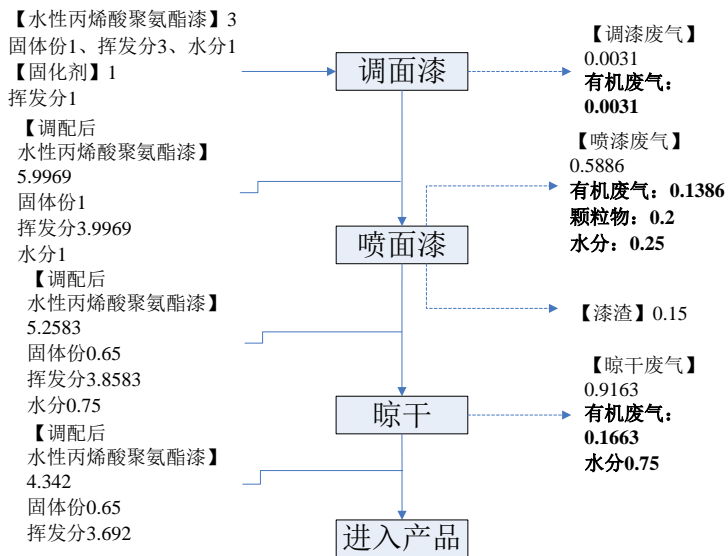 【水性丙烯酸聚氨酯漆】3
固体份1、挥发分3、水分1
【固化剂】1
挥发分1
调面漆
【调漆废气】
0.0031
有机废气：
0.0031
【调配后
水性丙烯酸聚氨酯漆】
5.9969
固体份1
挥发分3.9969
水分1
喷面漆
【喷漆废气】
0.5886
有机废气：0.1386
颗粒物：0.2
水分：0.25
【漆渣】0.15
【调配后
水性丙烯酸聚氨酯漆】
5.2583
固体份0.65
挥发分3.8583
水分0.75
晾干
【晾干废气】
0.9163
有机废气：
0.1663
水分0.75
【调配后
水性丙烯酸聚氨酯漆】
4.342
固体份0.65
挥发分3.692
进入产品